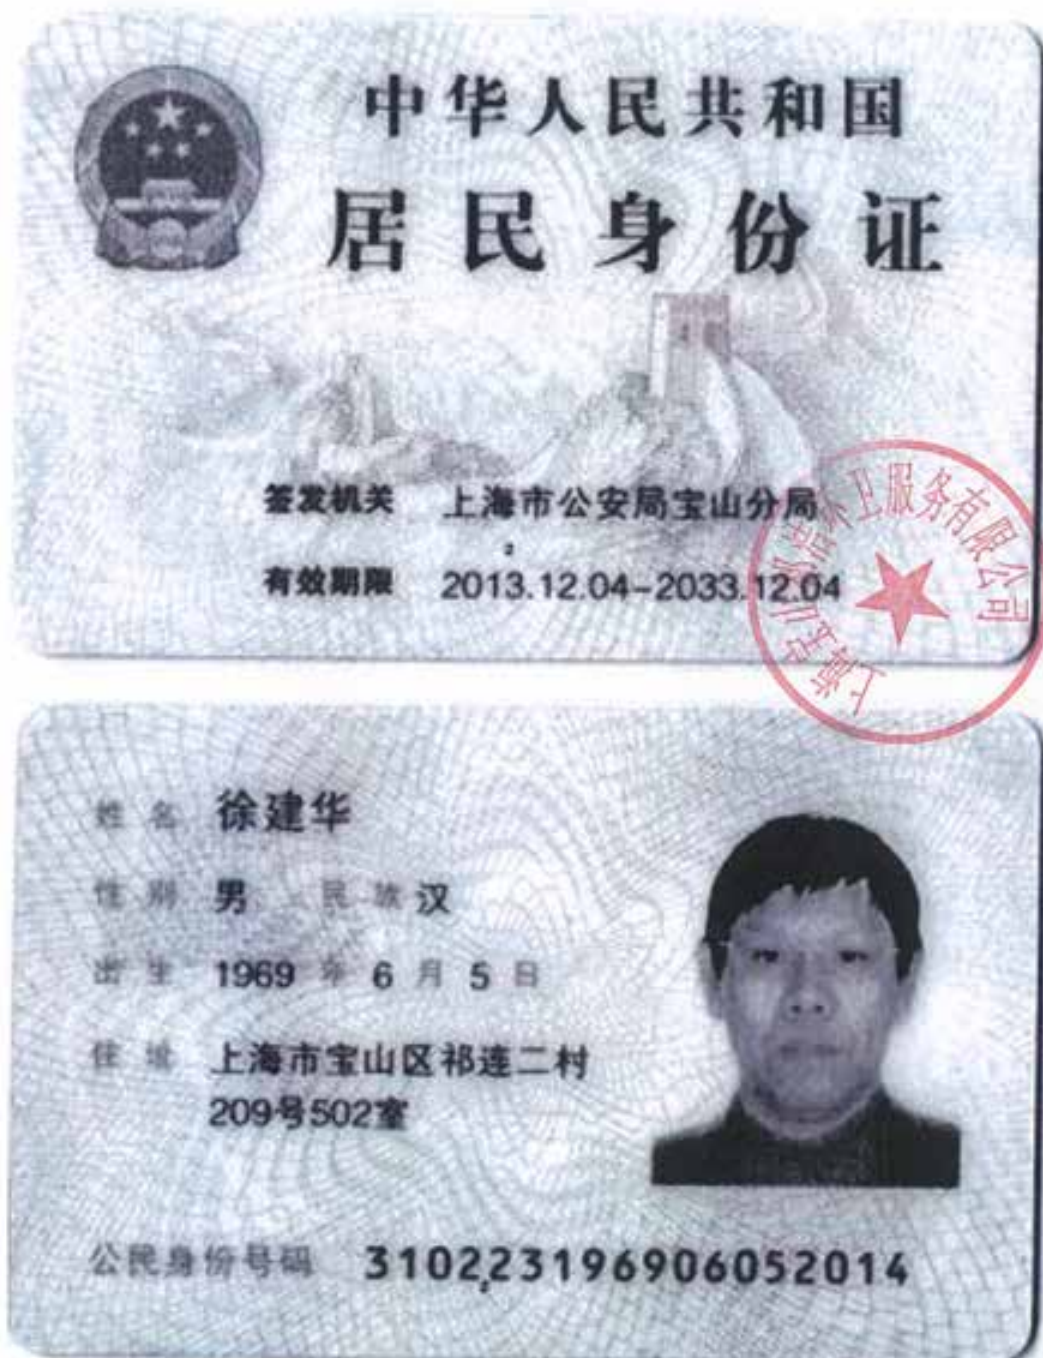 中华人民共和国
居民身份证
签发机关 上海市公安局宝山分局
有效期限 2013.12.04-2033.12.04
卫服务有限公司
姓名 徐建华
性别 男 民族 汉
出生 1969 年 6 月 5 日
住址 上海市宝山区祁连二村
209号502室
公民身份号码 310223196906052014